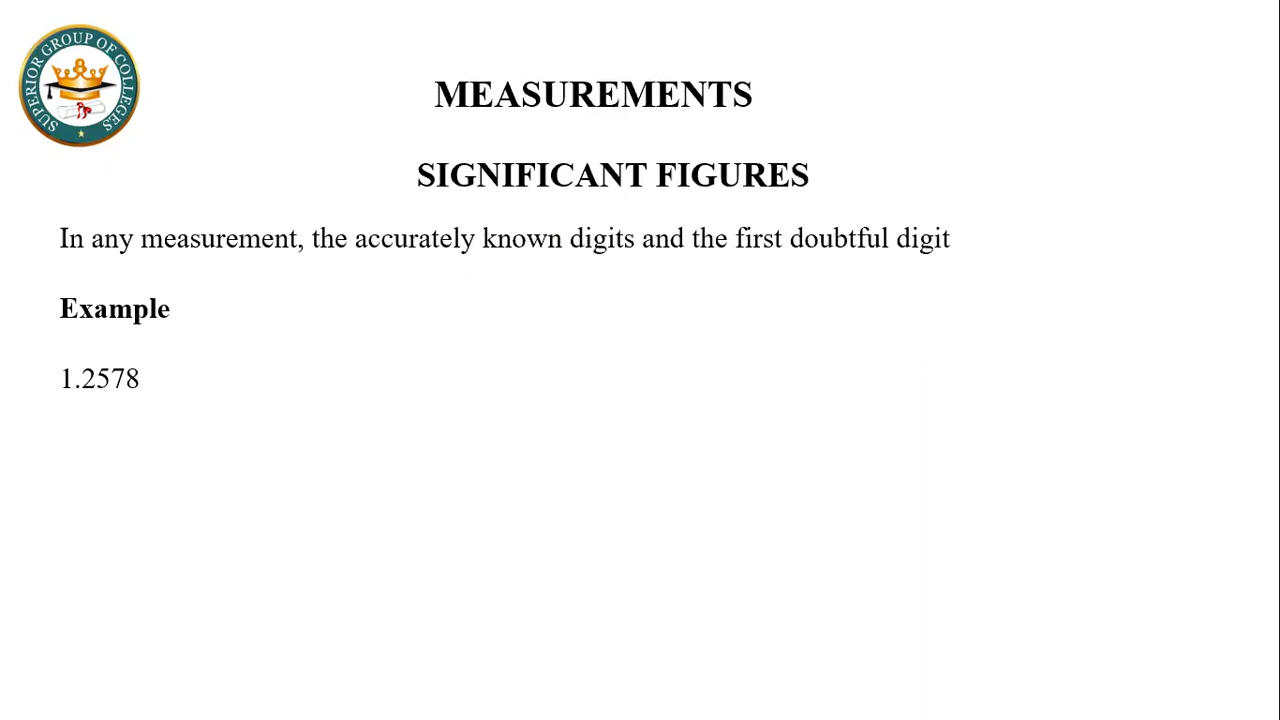 SUPERIOR GROUP OF COLLEGES
MEASUREMENTS
SIGNIFICANT FIGURES
In any measurement, the accurately known digits and the first doubtful digit
Example
1.2578